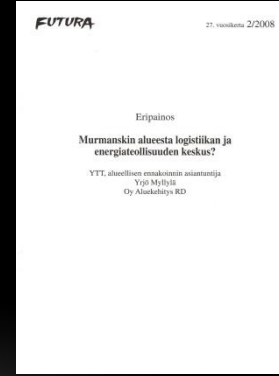 FUTURA
27. vuosikerta 2/2008
Eripainos
Murmanskin alueesta logistiikan ja
energiateollisuuden keskus?
YTT, alueellisen ennakoinnin asiantuntija
Yrjö Myllylä
Oy Aluekehitys RD